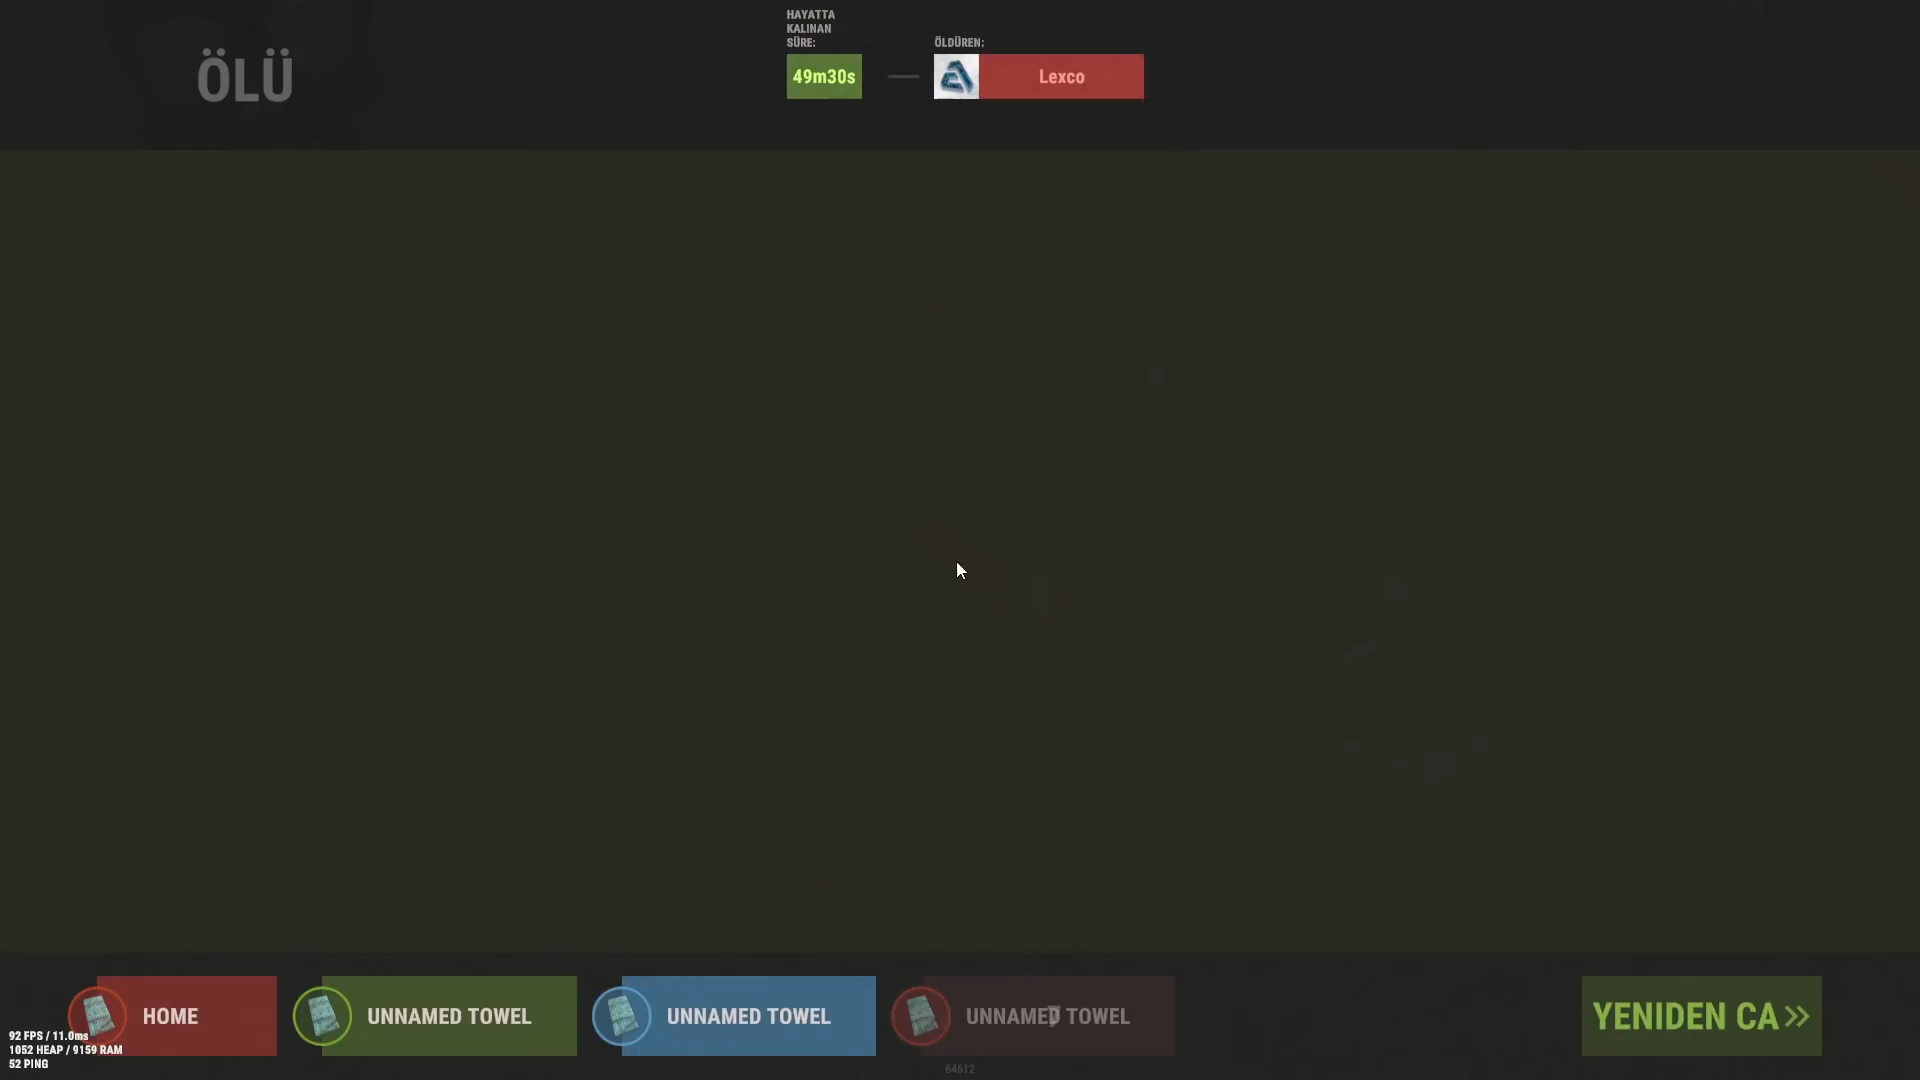 HAYATTA
KALINAN
SÜRE:
ÖLDÜREN:
ÖLÜ
49m30s
Lexco
HOME
UNNAMED TOWEL
UNNAMED TOWEL
UNNAMED TOWEL
YENIDEN CA
92 FPS / 11.0ms
1052 HEAP / 9159 RAM
52 PING
64612